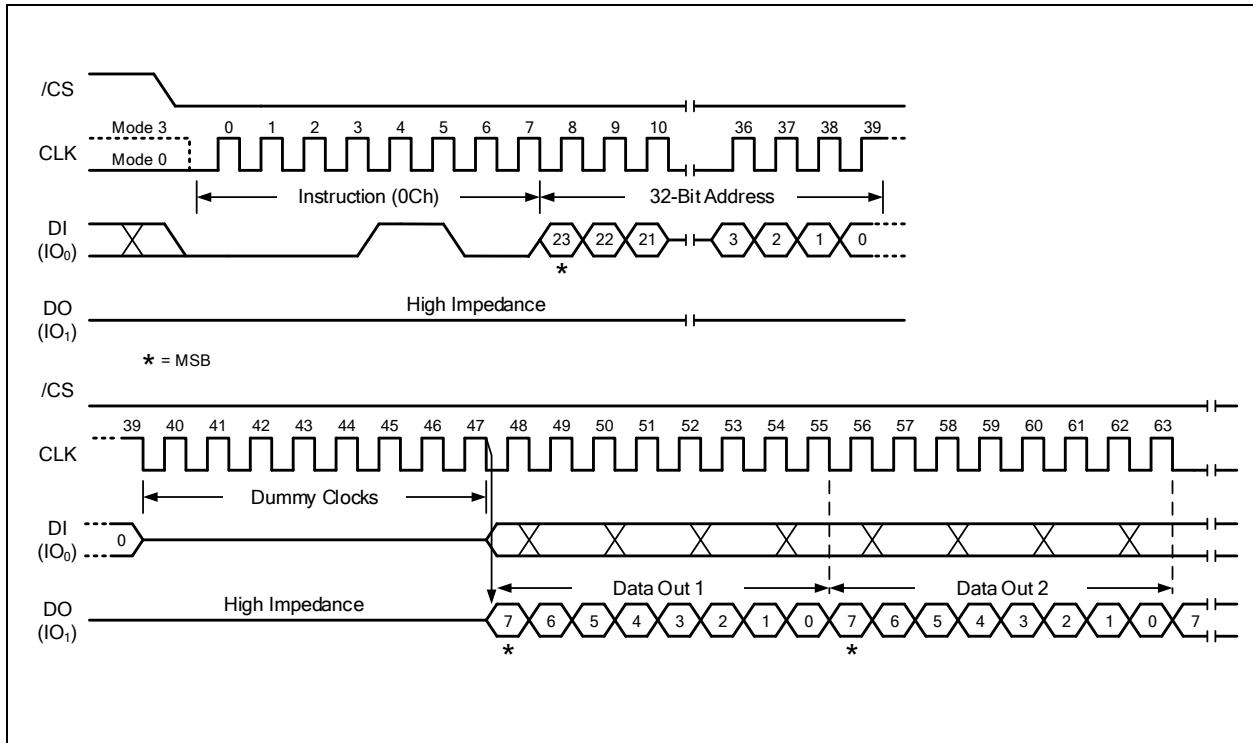 /CS
Mode 3 0 1 2 3 4 5 6 7 8 9 10 36 37 38 39
CLK
Mode 0
Instruction (0Ch) 32-Bit Address
DI
(IO₀)
23 22 21 3 2 1 0
*
High Impedance
DO
(IO₁)
* = MSB
/CS
39 40 41 42 43 44 45 46 47 48 49 50 51 52 53 54 55 56 57 58 59 60 61 62 63
CLK
Dummy Clocks
DI
(IO₀)
0
Data Out 1 Data Out 2
High Impedance
DO
(IO₁)
7 6 5 4 3 2 1 0 7 6 5 4 3 2 1 0 7
* *